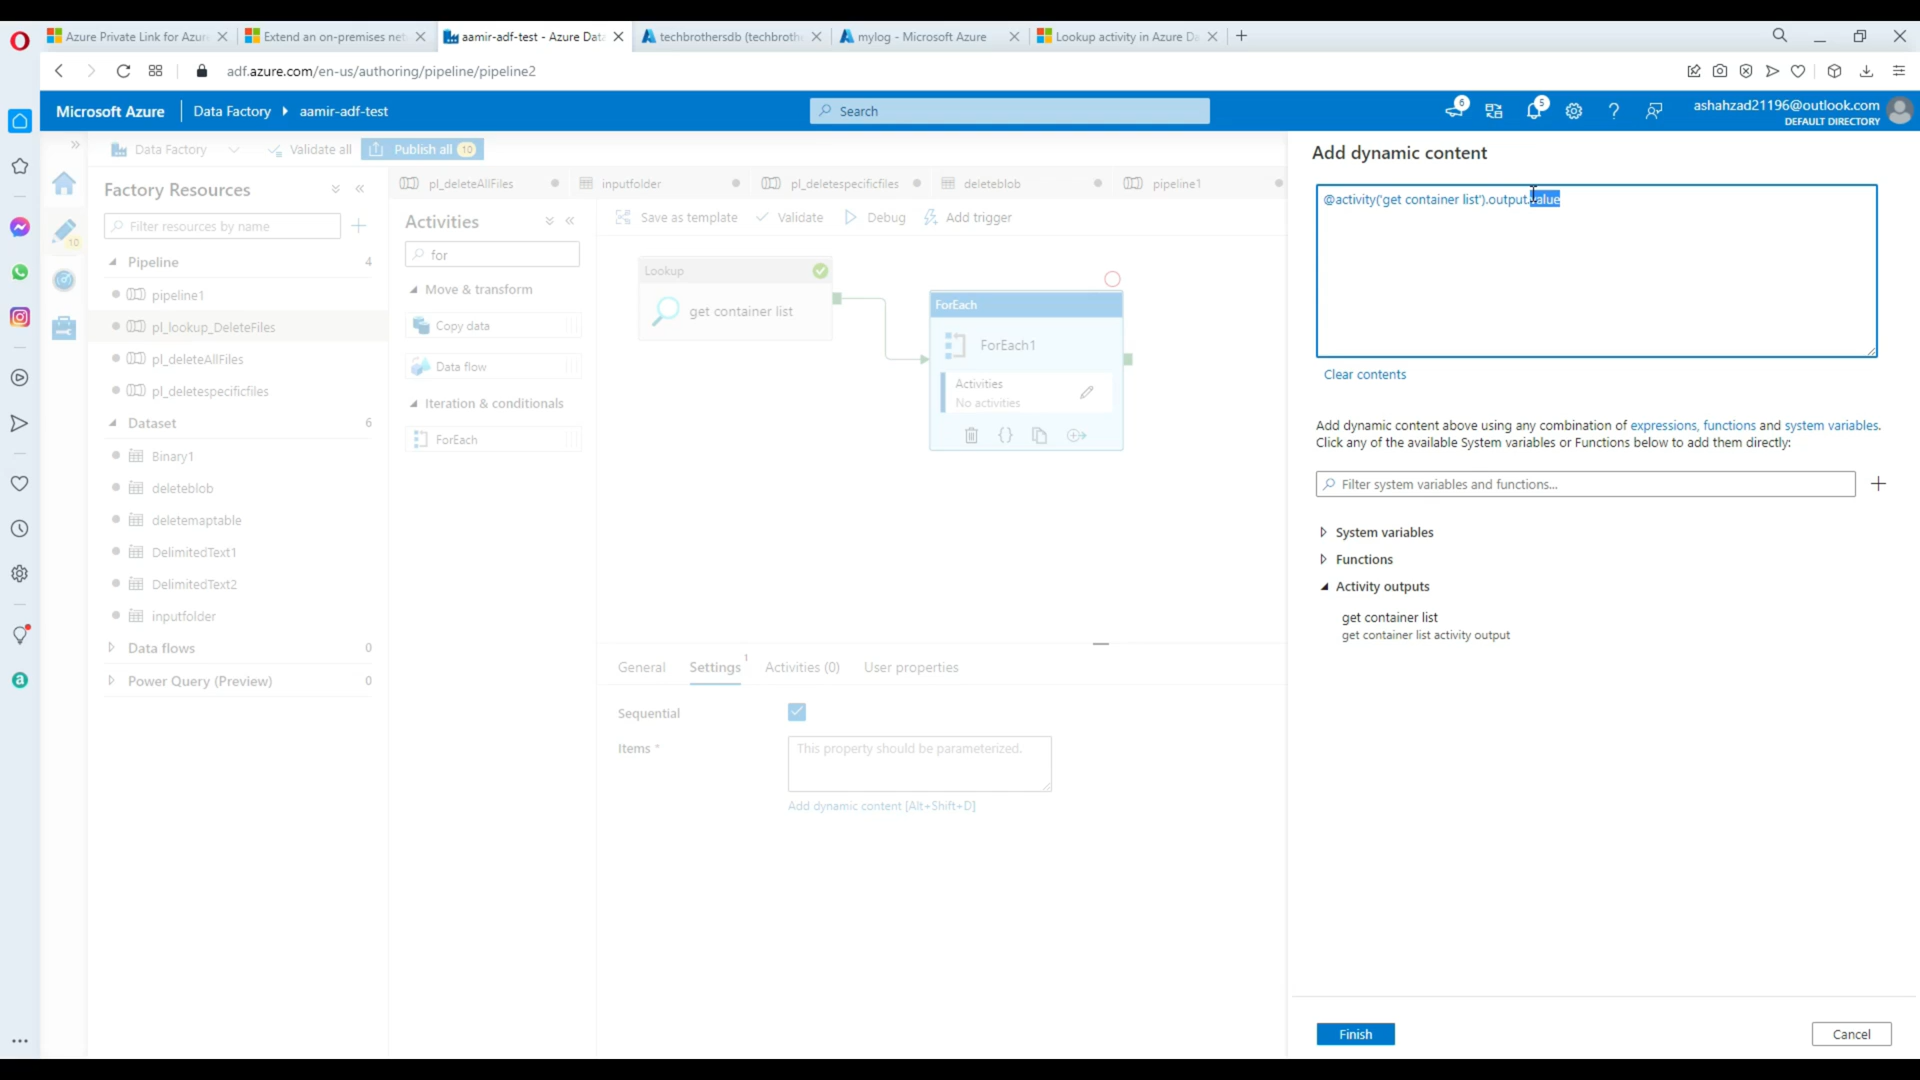 Azure Private Link for Azur
Extend an on-premises net
aamir-adf-test - Azure Data
techbrothersdb (techbroth
mylog - Microsoft Azure
Lookup activity in Azure Da
adf.azure.com/en-us/authoring/pipeline/pipeline2
Microsoft Azure
Data Factory
aamir-adf-test
Search
6
5
ashahzad21196@outlook.com
DEFAULT DIRECTORY
Data Factory
Validate all
Publish all 10
Factory Resources
Filter resources by name
10
Pipeline 4
pipeline1
pl_lookup_DeleteFiles
pl_deleteAllFiles
pl_deletespecificfiles
Dataset 6
Binary1
deleteblob
deletemaptable
DelimitedText1
DelimitedText2
inputfolder
Data flows 0
Power Query (Preview) 0
pl_deleteAllFiles
inputfolder
pl_deletespecificfiles
deleteblob
pipeline1
Activities
for
Move & transform
Copy data
Data flow
Iteration & conditionals
ForEach
Save as template
Validate
Debug
Add trigger
Lookup
get container list
ForEach
ForEach1
Activities
No activities
General
Settings 1
Activities (0)
User properties
Sequential
Items *
This property should be parameterized.
Add dynamic content [Alt+Shift+D]
Add dynamic content
@activity('get container list').output.value
Clear contents
Add dynamic content above using any combination of expressions, functions and system variables.
Click any of the available System variables or Functions below to add them directly:
Filter system variables and functions...
System variables
Functions
Activity outputs
get container list
get container list activity output
Finish
Cancel